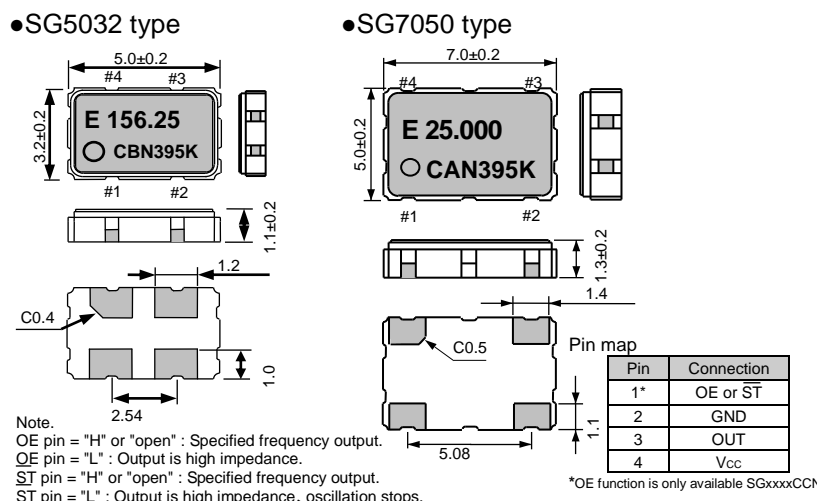 ●SG5032 type
5.0±0.2
#4 #3
3.2±0.2
E 156.25
CBN395K
#1 #2
1.1±0.2
1.2
C0.4
1.0
2.54
●SG7050 type
7.0±0.2
#4 #3
5.0±0.2
E 25.000
CAN395K
#1 #2
1.3±0.2
1.4
C0.5
1.1
5.08
Pin map
Pin Connection
1* OE or S̅T̅
2 GND
3 OUT
4 Vcc
*OE function is only available SGxxxxCCN
Note.
OE pin = "H" or "open" : Specified frequency output.
OE pin = "L" : Output is high impedance.
S̅T̅ pin = "H" or "open" : Specified frequency output.
S̅T̅ pin = "L" : Output is high impedance, oscillation stops.